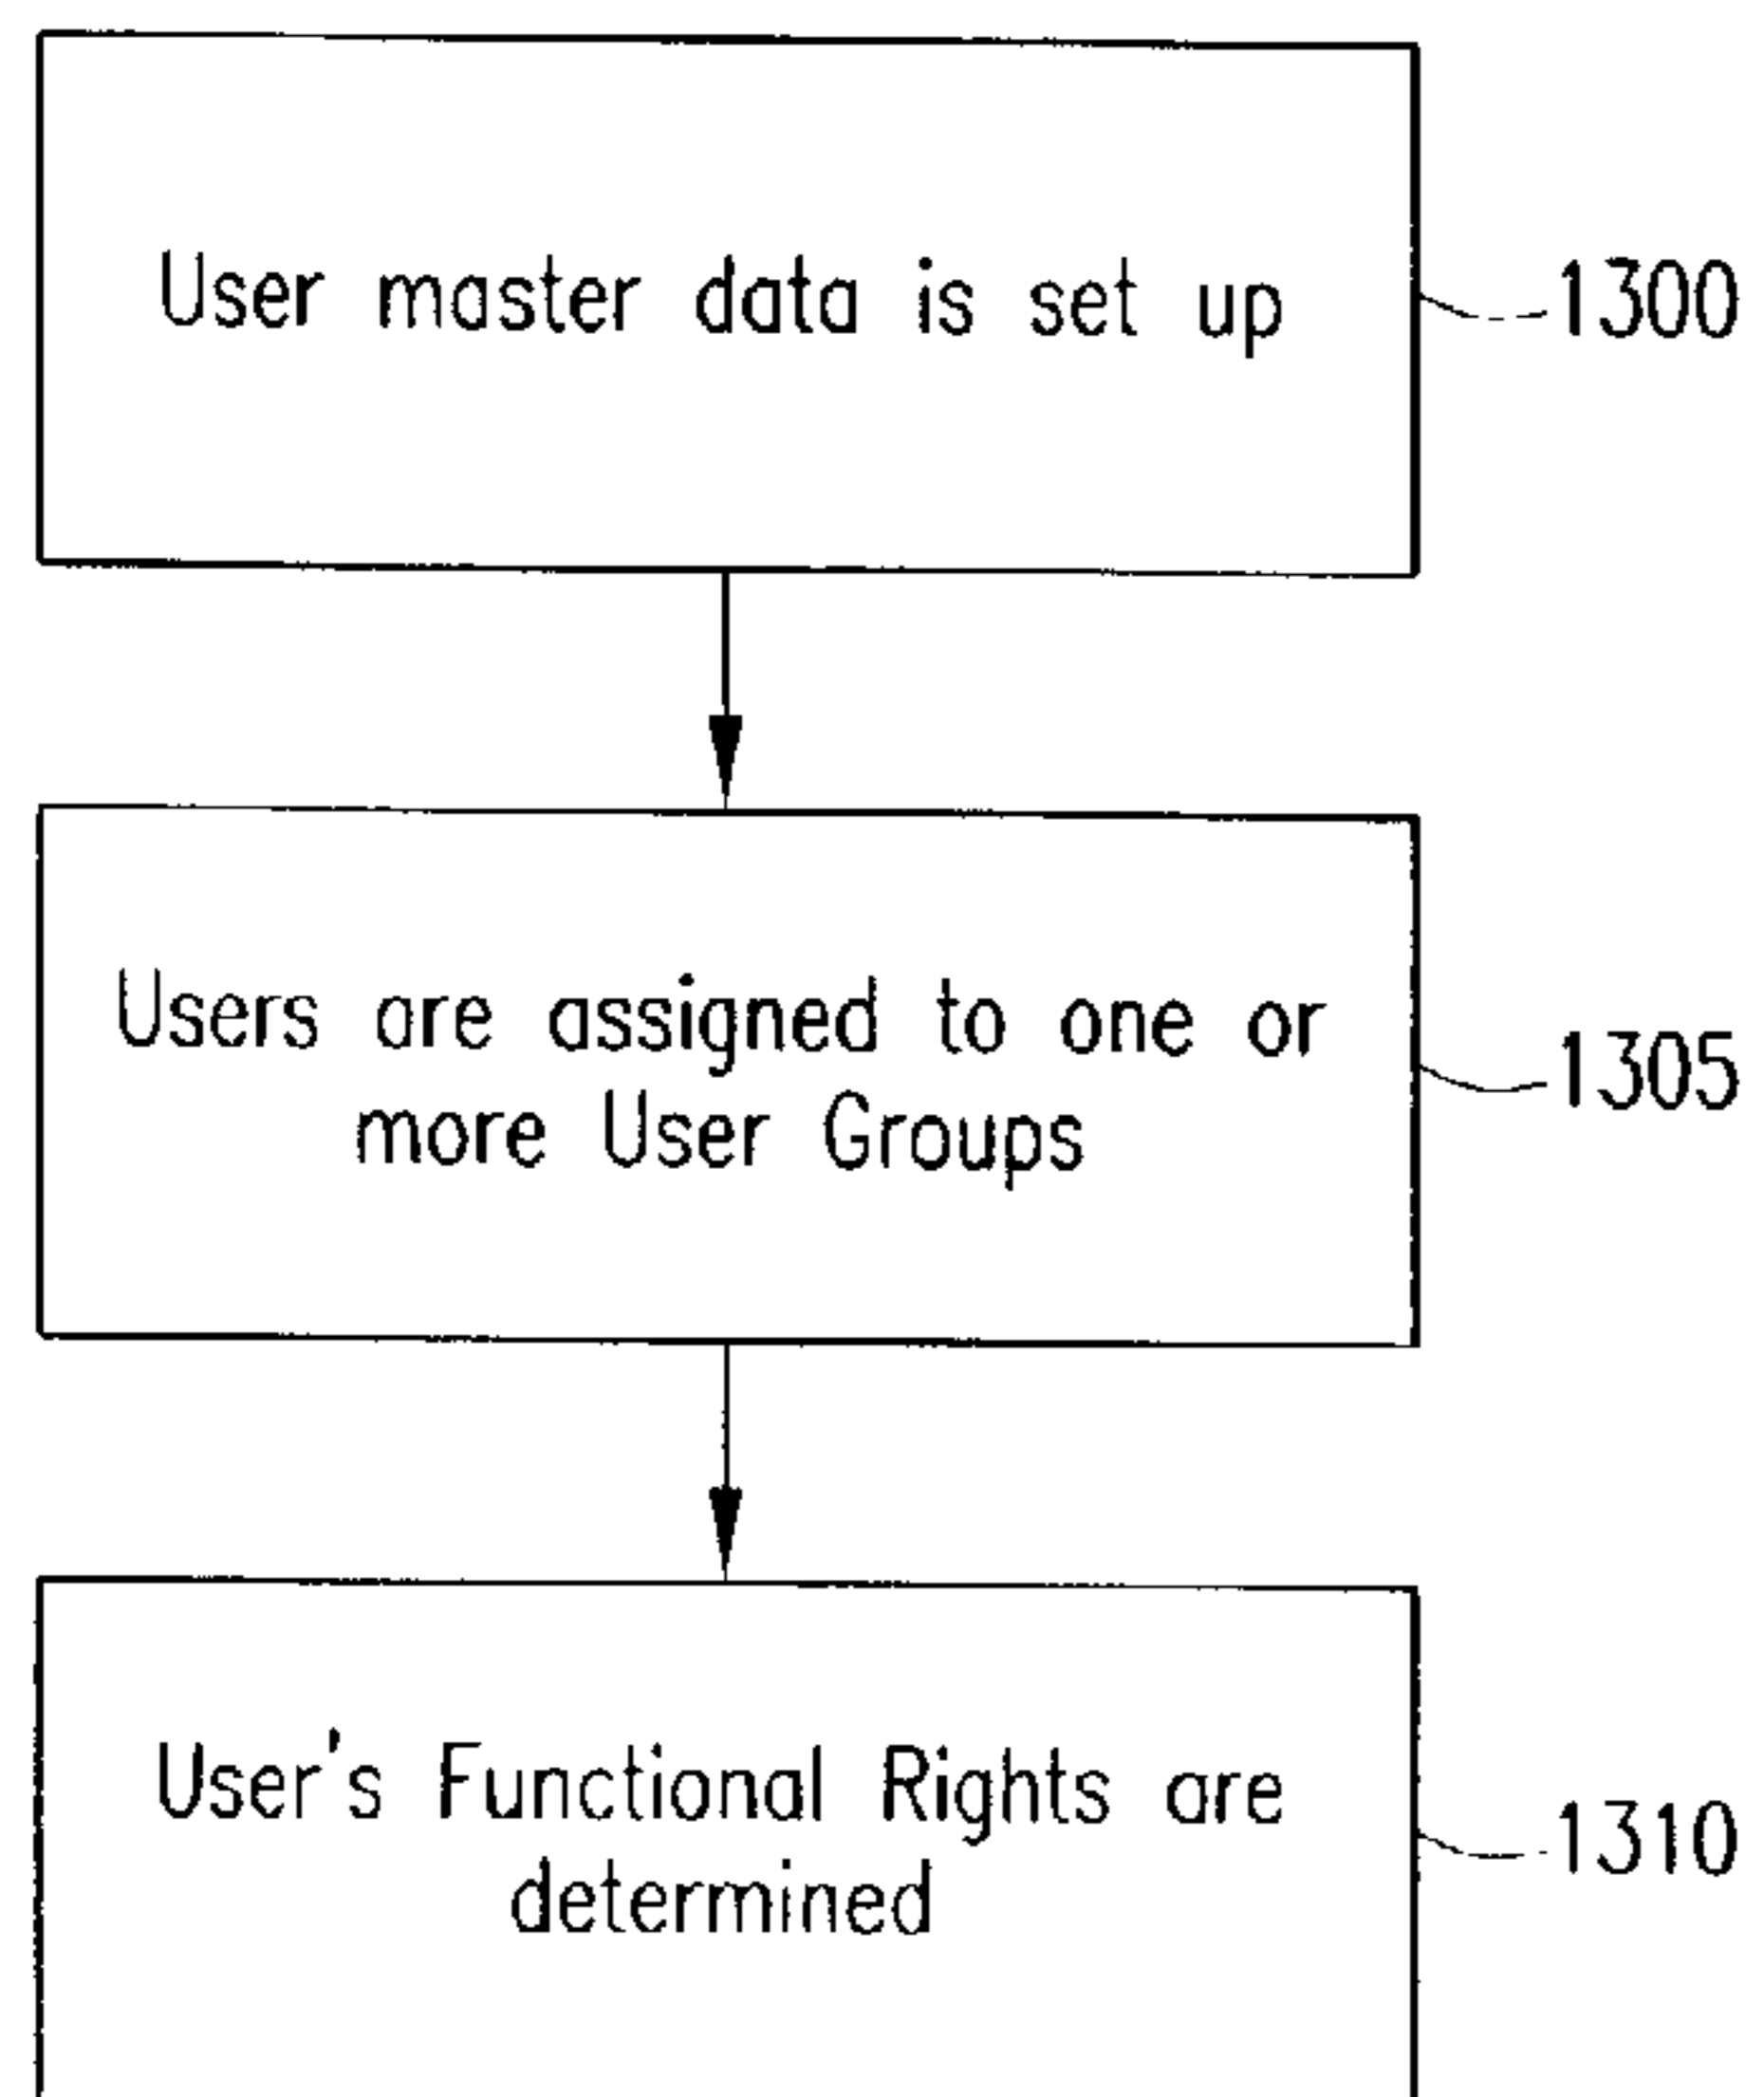 User master data is set up
1300
Users are assigned to one or
more User Groups
1305
User's Functional Rights are
determined
1310